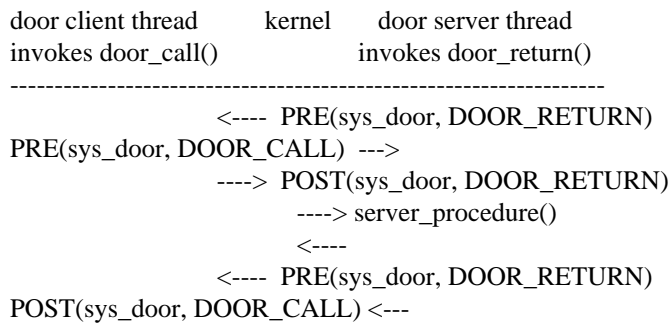 door client thread kernel door server thread
invokes door_call() invokes door_return()
-------------------------------------------------------------------
<---- PRE(sys_door, DOOR_RETURN)
PRE(sys_door, DOOR_CALL) --->
----> POST(sys_door, DOOR_RETURN)
----> server_procedure()
<----
<---- PRE(sys_door, DOOR_RETURN)
POST(sys_door, DOOR_CALL) <---